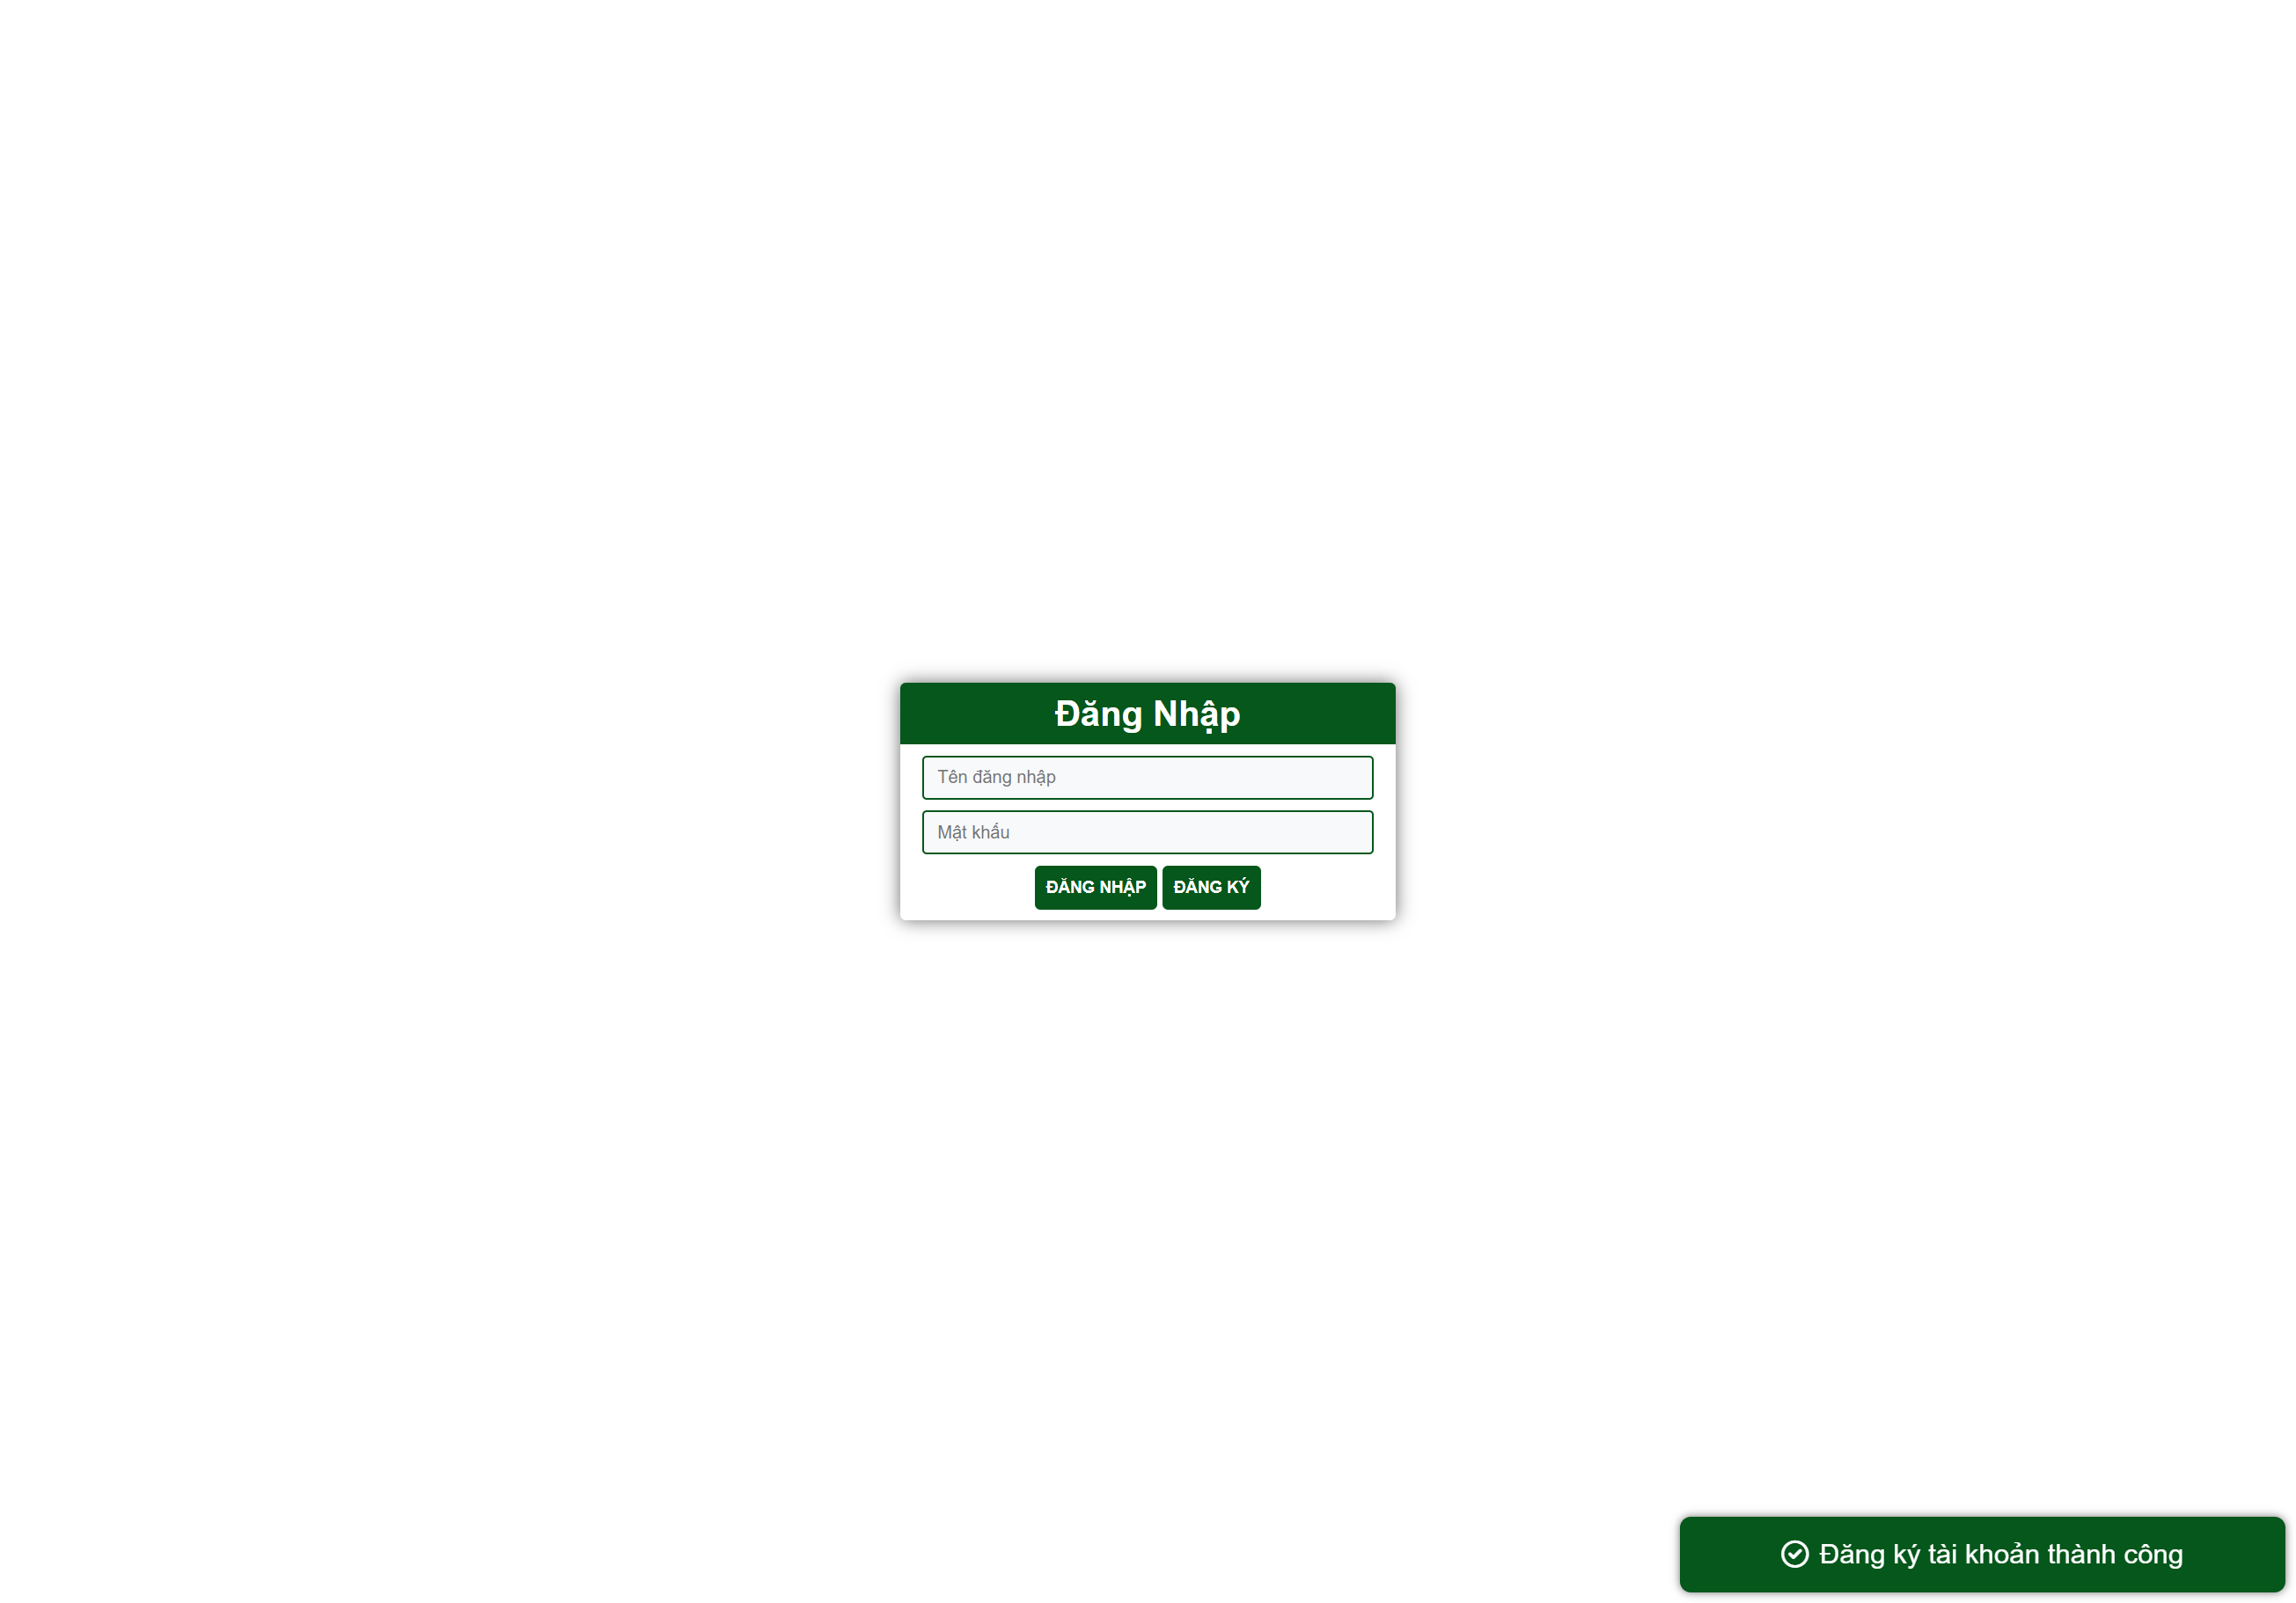 Đăng Nhập
Tên đăng nhập
Mật khẩu
ĐĂNG NHẬP ĐĂNG KÝ
Đăng ký tài khoản thành công